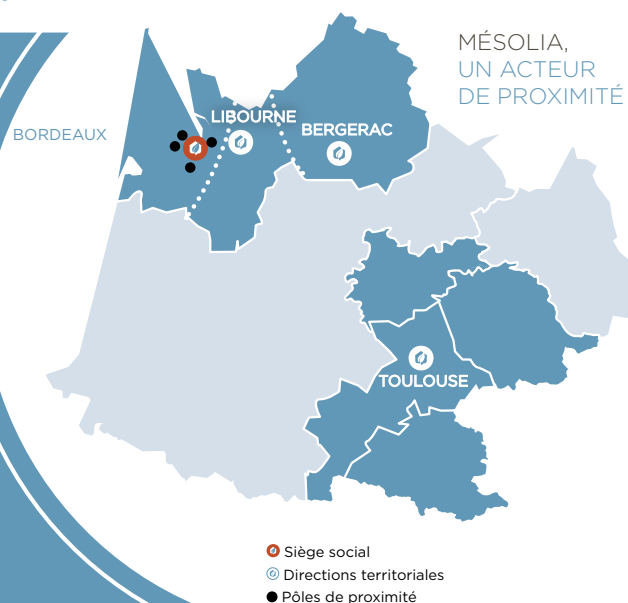 MÉSOLIA,
UN ACTEUR
DE PROXIMITÉ
LIBOURNE
BERGERAC
BORDEAUX
TOULOUSE
Siège social
Directions territoriales
Pôles de proximité